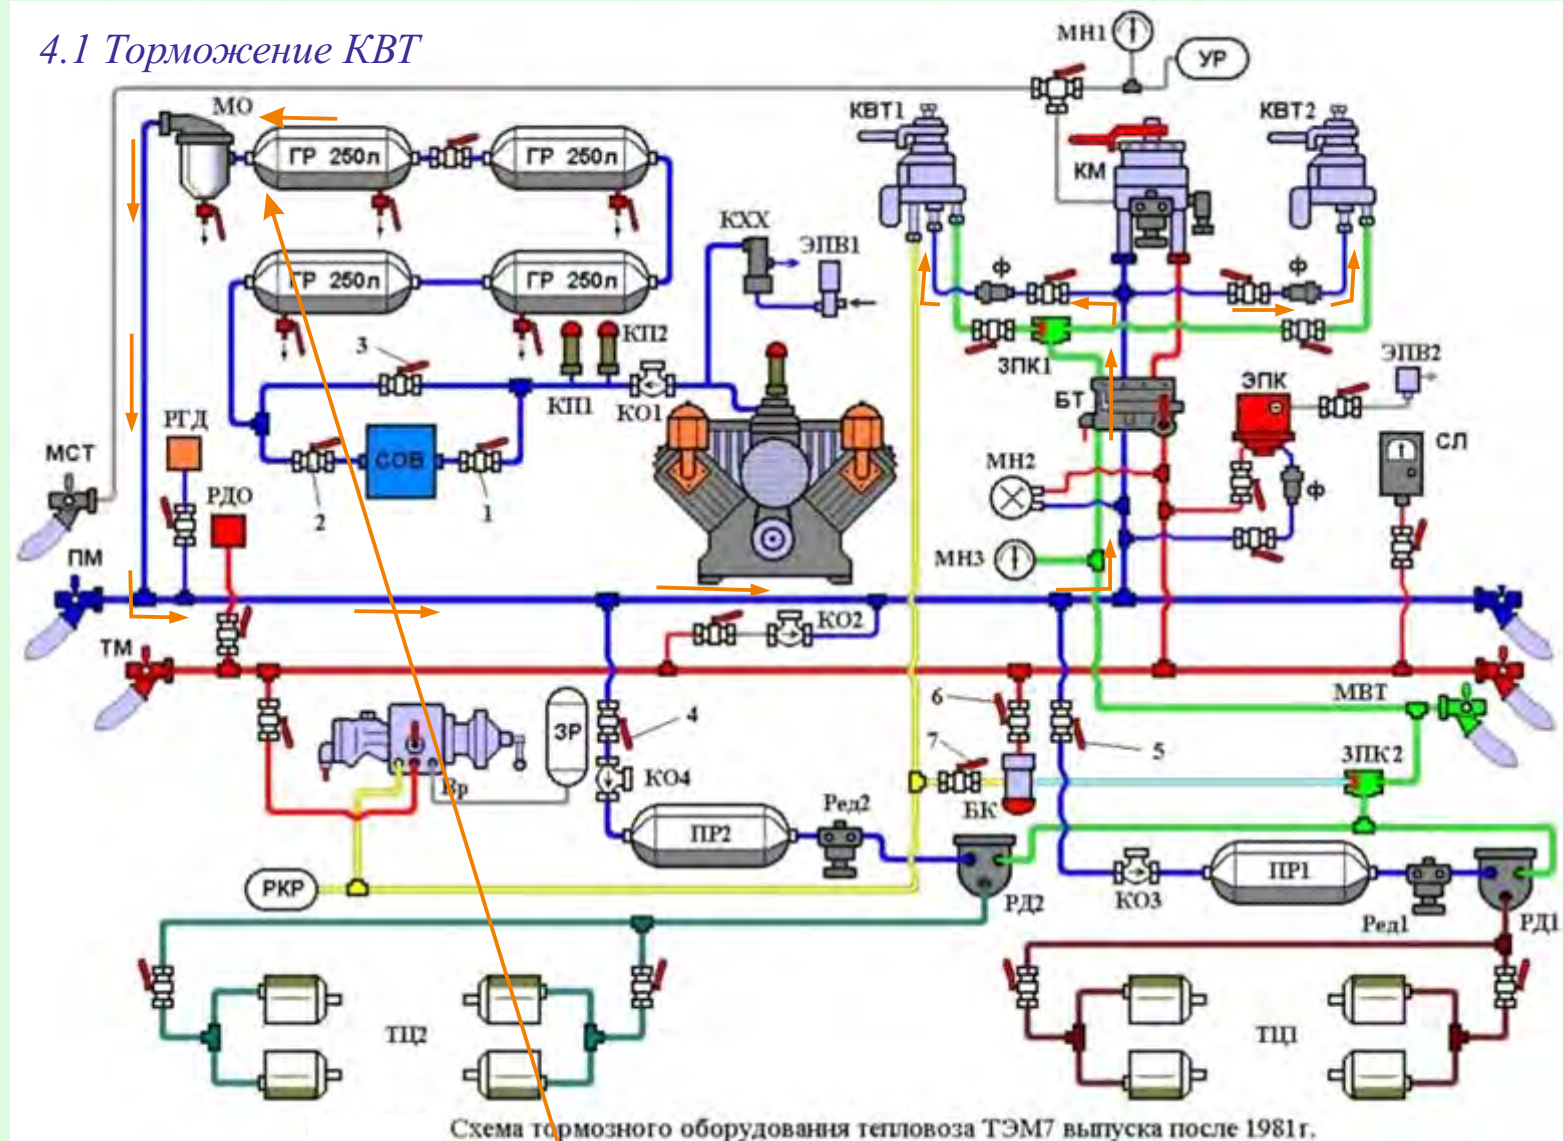 4.1 Торможение КВТ
МН1
УР
МО
КВТ1
КВТ2
КМ
ГР 250л
ГР 250л
КХХ
ЭПВ1
Ф
Ф
ГР 250л
ГР 250л
КП2
3
КП1
КО1
ЗПК1
ЭПВ2
ЭПК
БТ
РГД
МСТ
СОВ
СЛ
МН2
РДО
2
1
Ф
ПМ
МН3
КО2
ТМ
МВТ
6
4
ЗР
7
5
ЗПК2
КО4
Вр
Ред2
БК
ПР2
ПР1
РКР
КО3
РД2
Ред1
РД1
ТЦ2
ТЦ1
Схема тормозного оборудования тепловоза ТЭМ7 выпуска после 1981г.